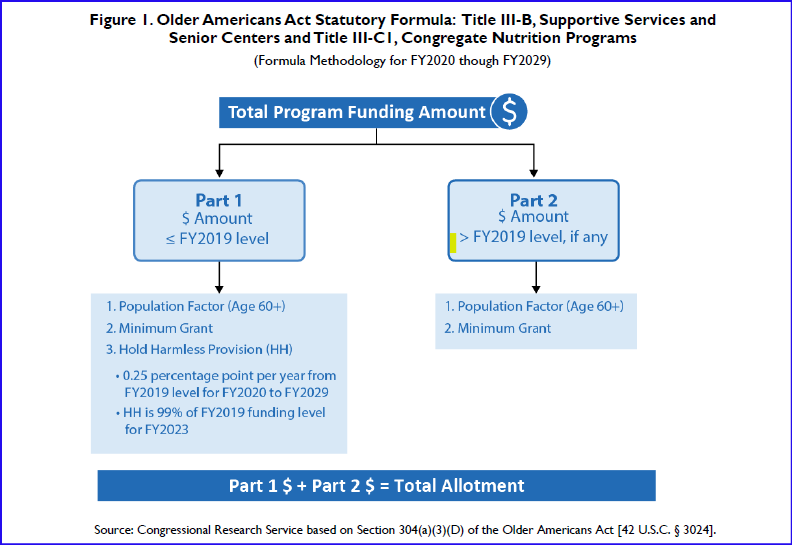 Figure 1. Older Americans Act Statutory Formula: Title III-B, Supportive Services and
Senior Centers and Title III-C1, Congregate Nutrition Programs
(Formula Methodology for FY2020 though FY2029)
Total Program Funding Amount $
Part 1
$ Amount
≤ FY2019 level
Part 2
$ Amount
> FY2019 level, if any
1. Population Factor (Age 60+)
2. Minimum Grant
3. Hold Harmless Provision (HH)
• 0.25 percentage point per year from
FY2019 level for FY2020 to FY2029
• HH is 99% of FY2019 funding level
for FY2023
1. Population Factor (Age 60+)
2. Minimum Grant
Part 1 $ + Part 2 $ = Total Allotment
Source: Congressional Research Service based on Section 304(a)(3)(D) of the Older Americans Act [42 U.S.C. § 3024].